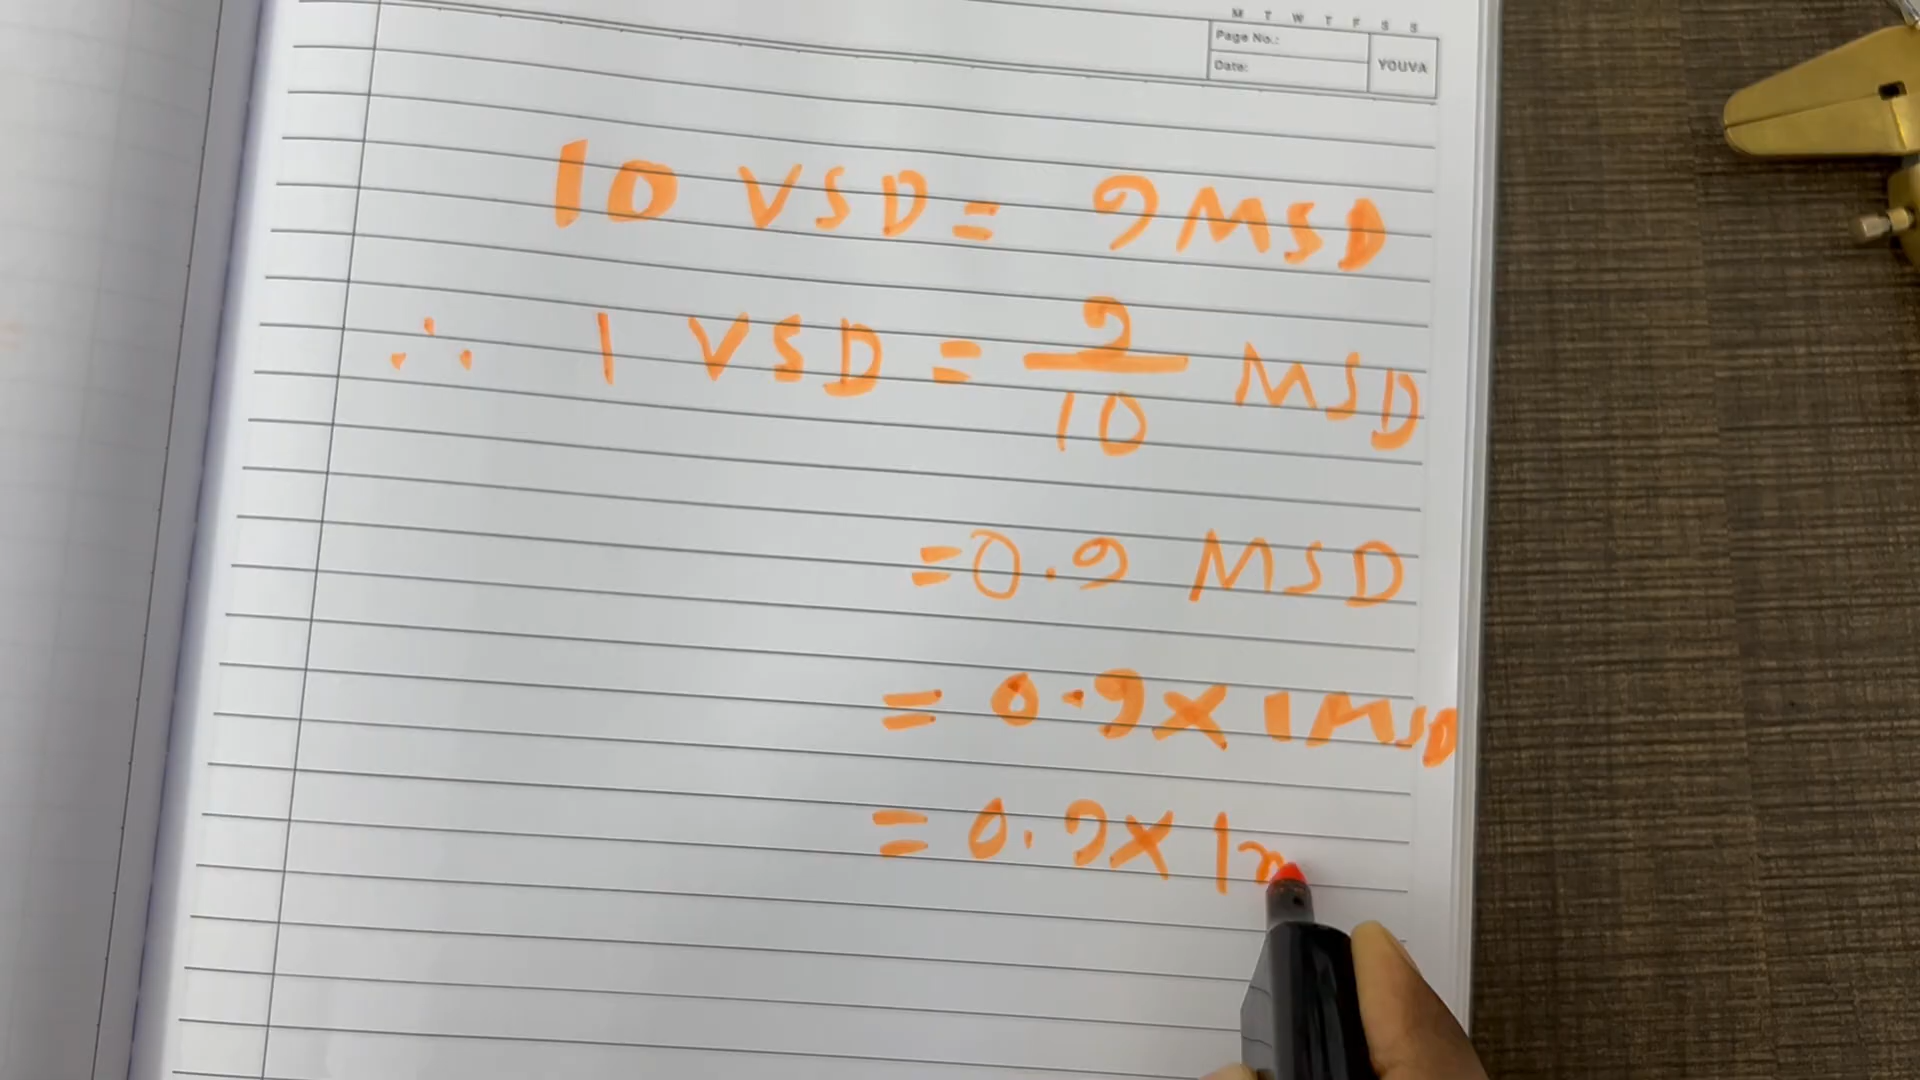 M T W T F S S
Page No.:
Date:
YOUVA
10 VSD = 9 MSD
∴ 1 VSD = 9/10 MSD
= 0.9 MSD
= 0.9 × 1 MSD
= 0.9 × 1m